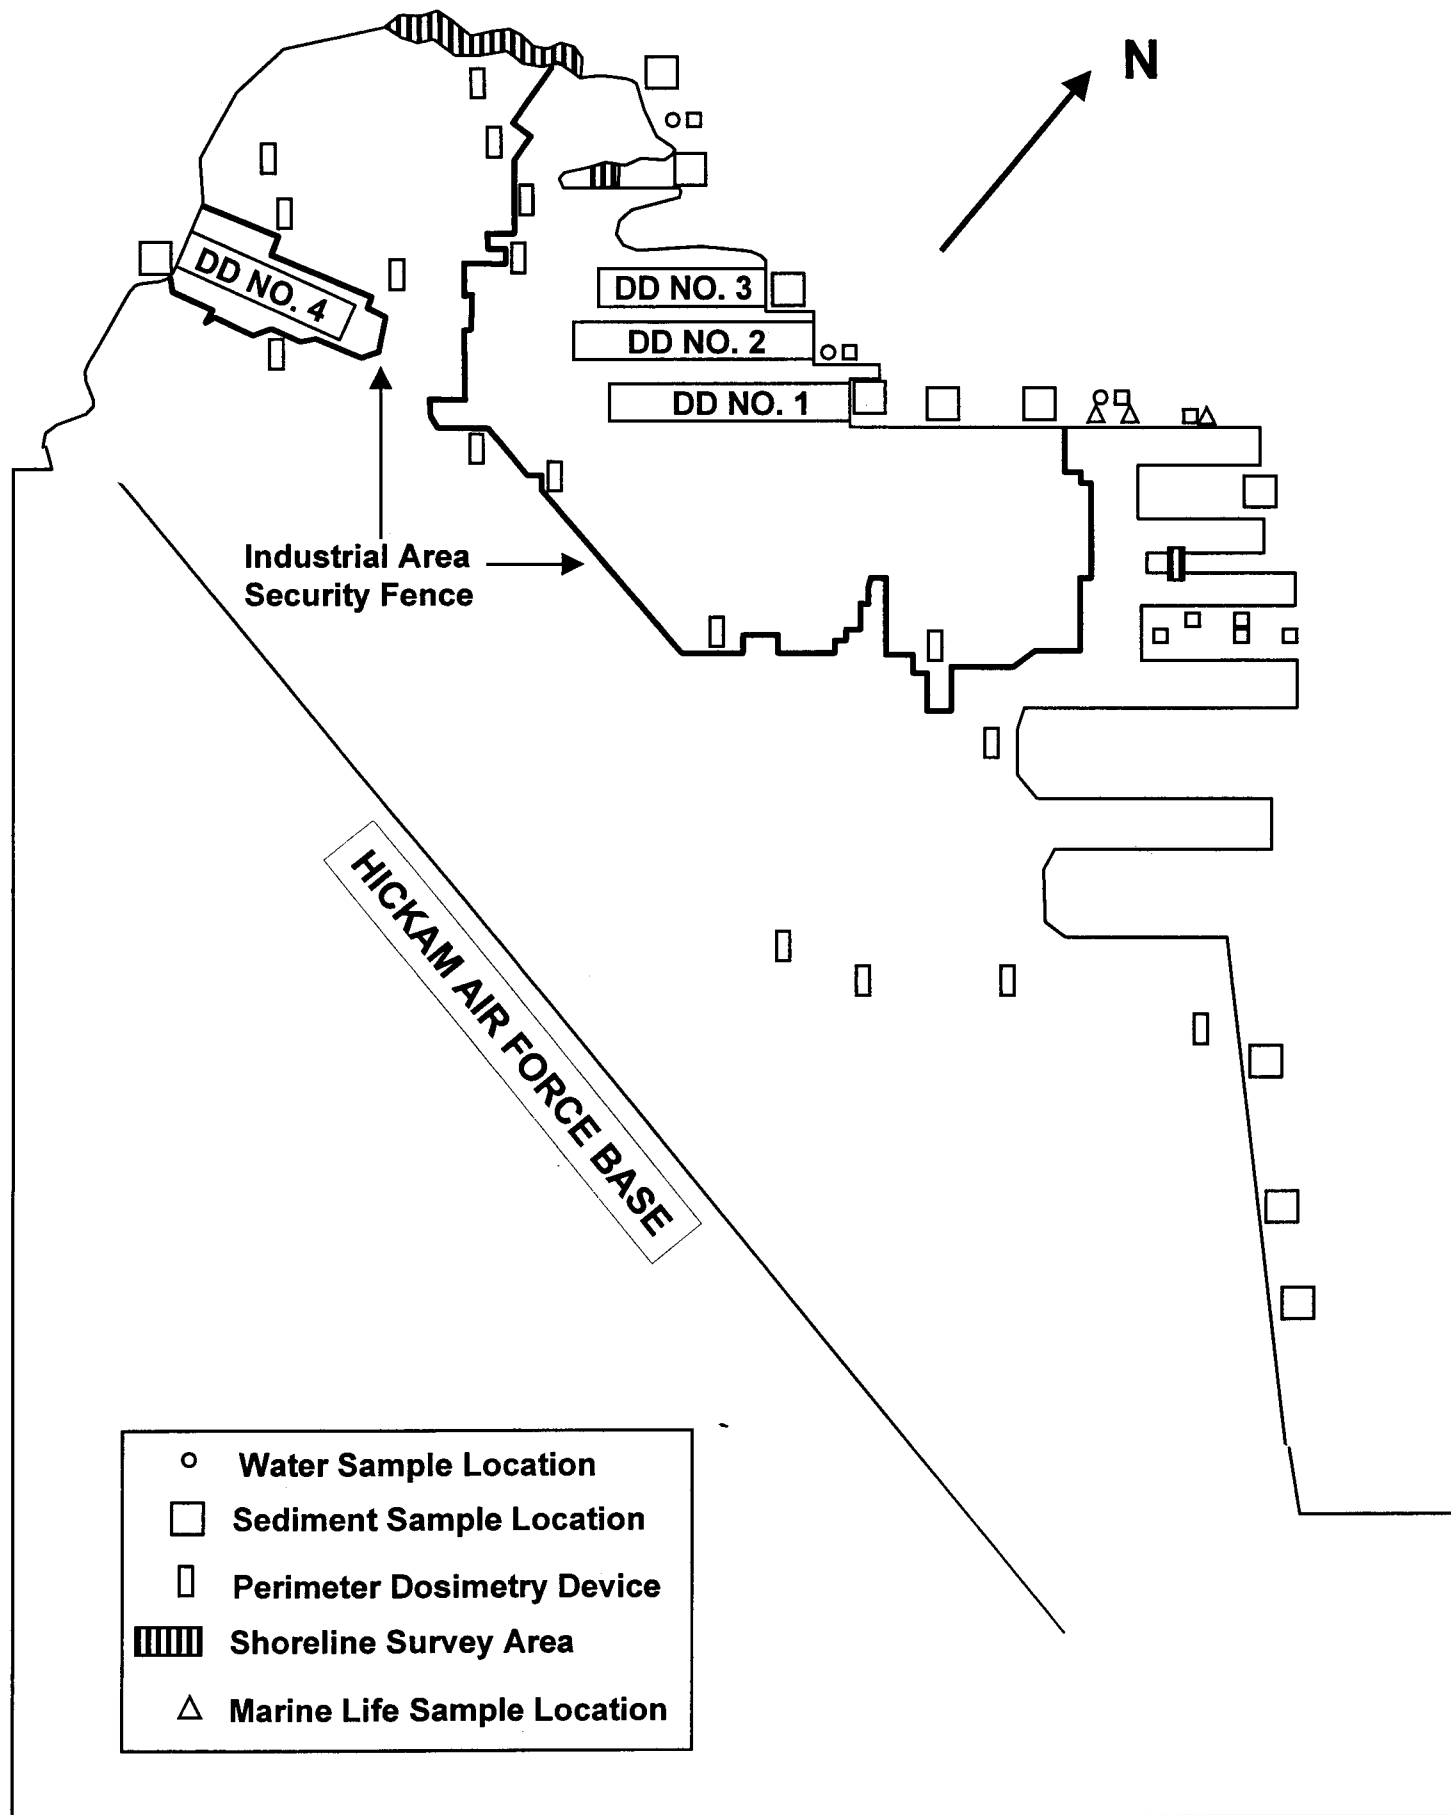 N
DD NO. 4
DD NO. 3
DD NO. 2
DD NO. 1
Industrial Area
Security Fence
HICKAM AIR FORCE BASE
Water Sample Location
Sediment Sample Location
Perimeter Dosimetry Device
Shoreline Survey Area
Marine Life Sample Location